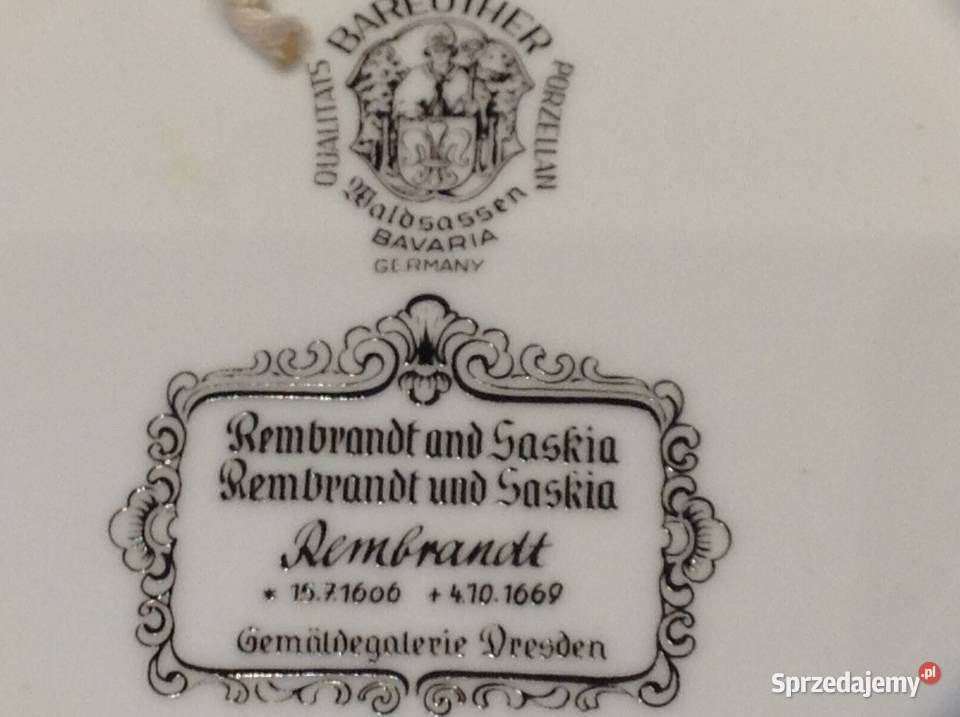 BAREUTHER
QUALITÄTS
PORZELLAN
Waldsassen
BAVARIA
GERMANY
Rembrandt and Saskia
Rembrandt und Saskia
Rembrandt
* 15.7.1606 + 4.10.1669
Gemäldegalerie Dresden
Sprzedajemy.pl